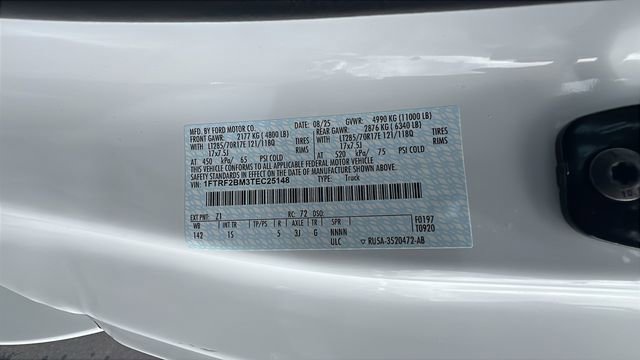 MFD. BY FORD MOTOR CO. DATE: 08/25 GVWR: 4990 KG (11000 LB)
FRONT GAWR: 2177 KG (4800 LB) REAR GAWR: 2876 KG (6340 LB)
WITH LT285/70R17E 121/118Q TIRES WITH LT285/70R17E 121/118Q TIRES
17x7.5J RIMS 17x7.5J RIMS
AT 450 kPa/ 65 PSI COLD AT 520 kPa/ 75 PSI COLD
THIS VEHICLE CONFORMS TO ALL APPLICABLE FEDERAL MOTOR VEHICLE
SAFETY STANDARDS IN EFFECT ON THE DATE OF MANUFACTURE SHOWN ABOVE.
VIN: 1FTRF2BM3TEC25148 TYPE: Truck
EXT PNT: Z1 RC: 72 DSO: F0197
WB INT TR TP/PS R AXLE TR SPR T0920
142 1S 5 3J G NNNN
ULC RU5A-3520472-AB